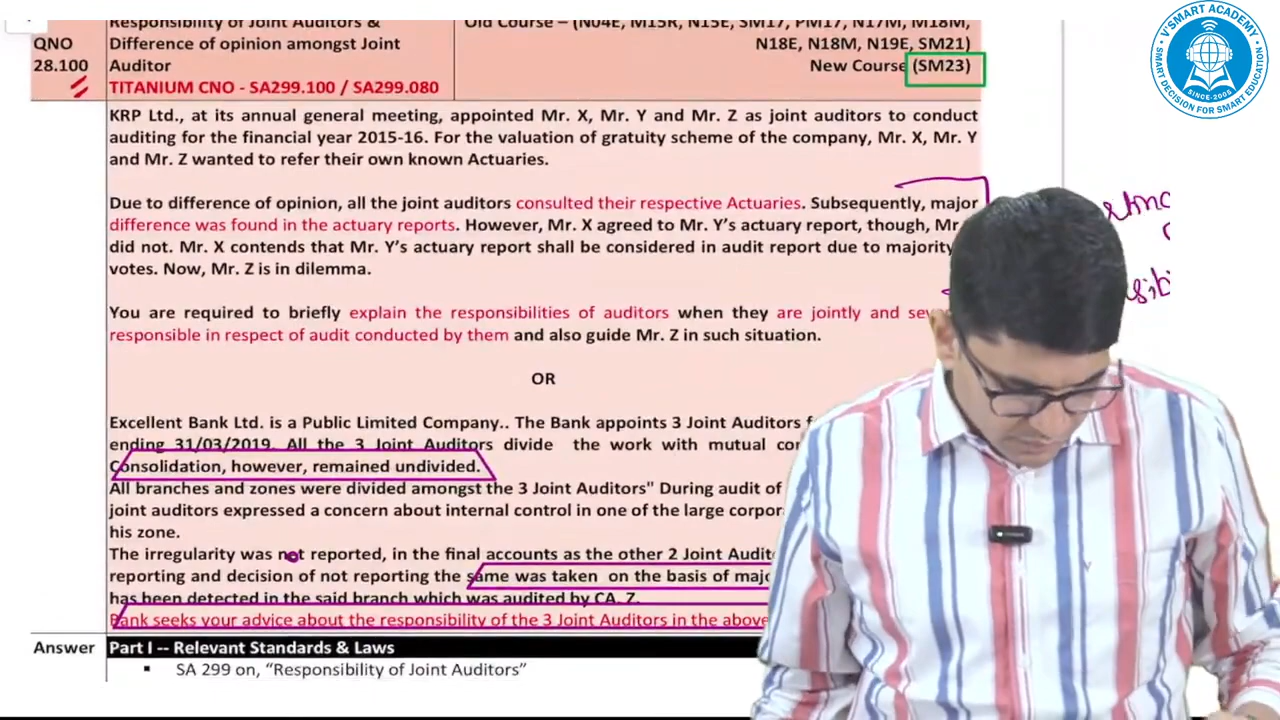 Responsibility of Joint Auditors &
Old Course – (N04E, M15R, N15E, SM17, PM17, N17M, M18M,
QNO
Difference of opinion amongst Joint
N18E, N18M, N19E, SM21)
28.100
Auditor
New Course (SM23)
TITANIUM CNO - SA299.100 / SA299.080
KRP Ltd., at its annual general meeting, appointed Mr. X, Mr. Y and Mr. Z as joint auditors to conduct
auditing for the financial year 2015-16. For the valuation of gratuity scheme of the company, Mr. X, Mr. Y
and Mr. Z wanted to refer their own known Actuaries.
Due to difference of opinion, all the joint auditors consulted their respective Actuaries. Subsequently, major
difference was found in the actuary reports. However, Mr. X agreed to Mr. Y's actuary report, though, Mr.
did not. Mr. X contends that Mr. Y's actuary report shall be considered in audit report due to majority
votes. Now, Mr. Z is in dilemma.
You are required to briefly explain the responsibilities of auditors when they are jointly and
responsible in respect of audit conducted by them and also guide Mr. Z in such situation.
OR
Excellent Bank Ltd. is a Public Limited Company.. The Bank appoints 3 Joint Auditors
ending 31/03/2019. All the 3 Joint Auditors divide the work with mutual
Consolidation, however, remained undivided.
All branches and zones were divided amongst the 3 Joint Auditors" During audit of
joint auditors expressed a concern about internal control in one of the large
his zone.
The irregularity was not reported, in the final accounts as the other 2 Joint
reporting and decision of not reporting the same was taken on the basis of
has been detected in the said branch which was audited by CA. Z.
Bank seeks your advice about the responsibility of the 3 Joint Auditors in the above
Answer
Part I -- Relevant Standards & Laws
▪ SA 299 on, "Responsibility of Joint Auditors"
V'SMART ACADEMY
SINCE-2005
SMART DECISION FOR SMART EDUCATION